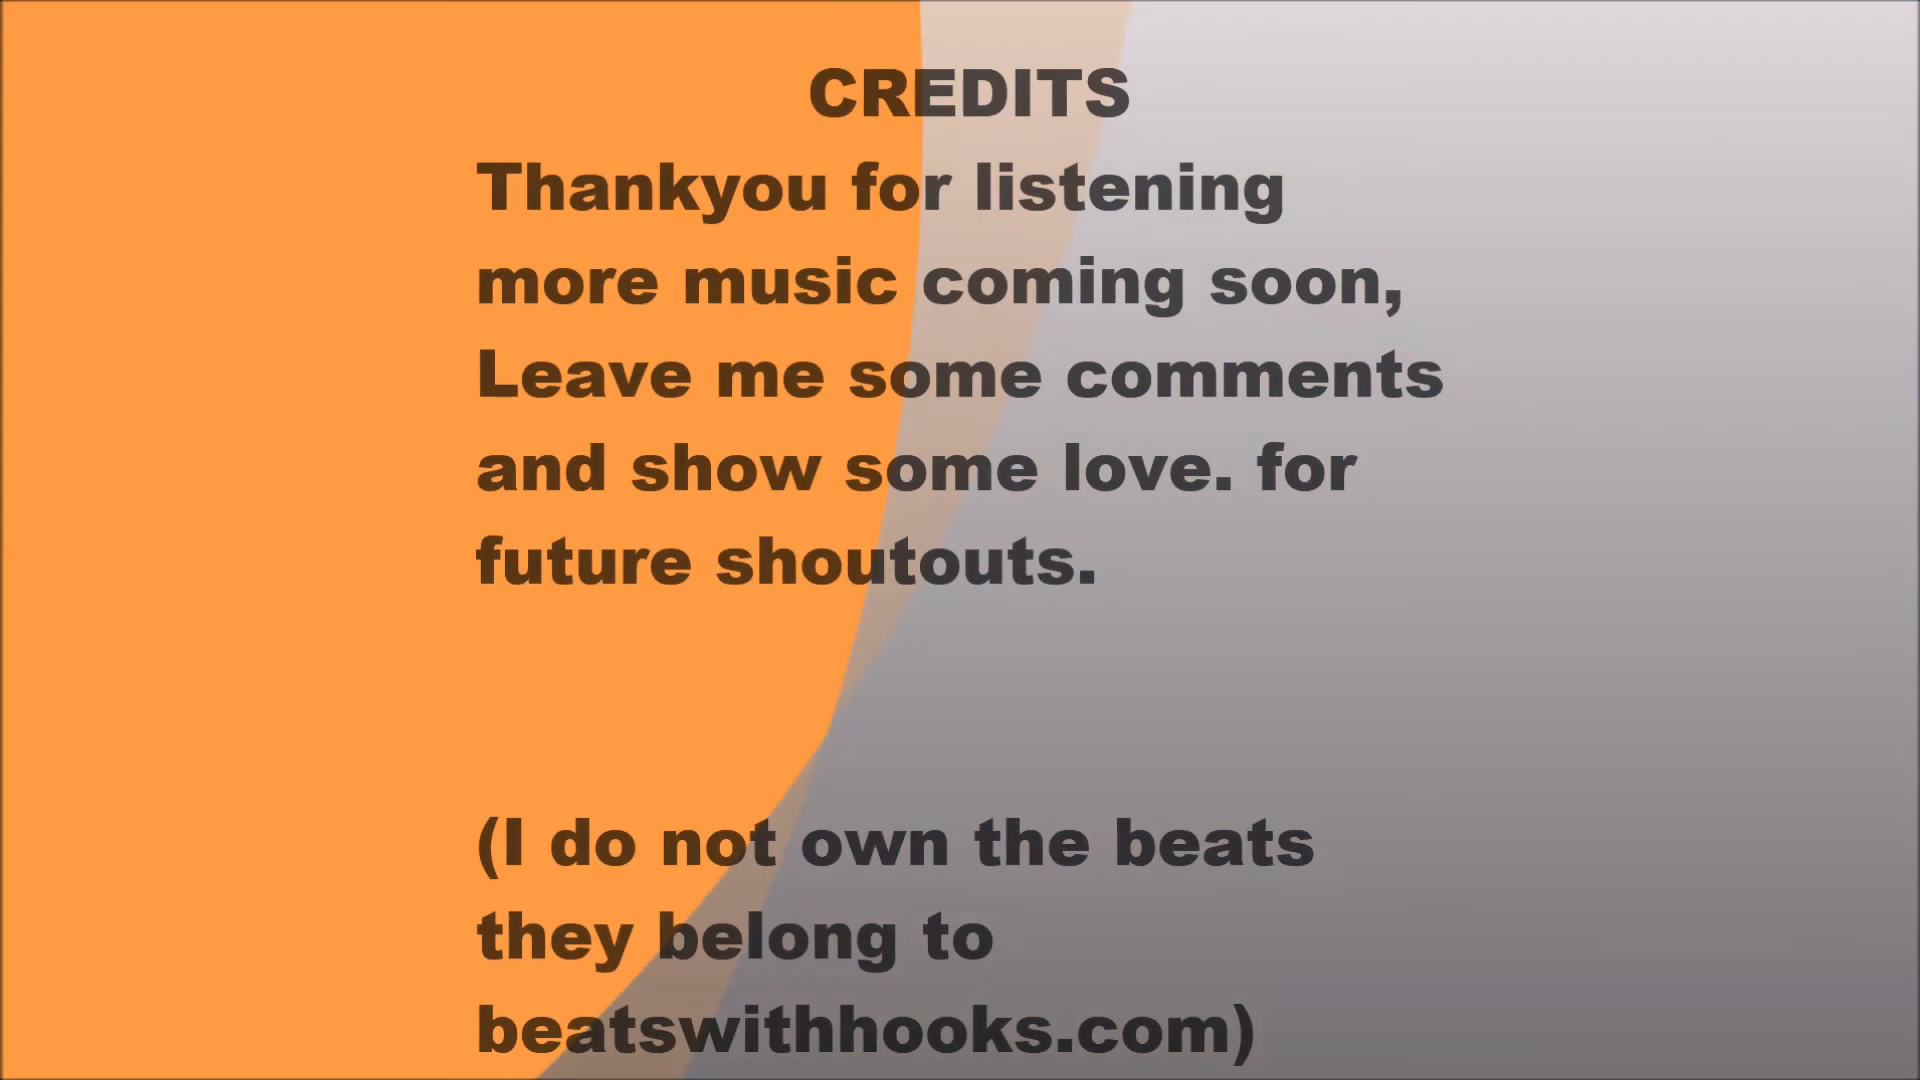 CREDITS
Thankyou for listening
more music coming soon,
Leave me some comments
and show some love. for
future shoutouts.
(I do not own the beats
they belong to
beatswithhooks.com)